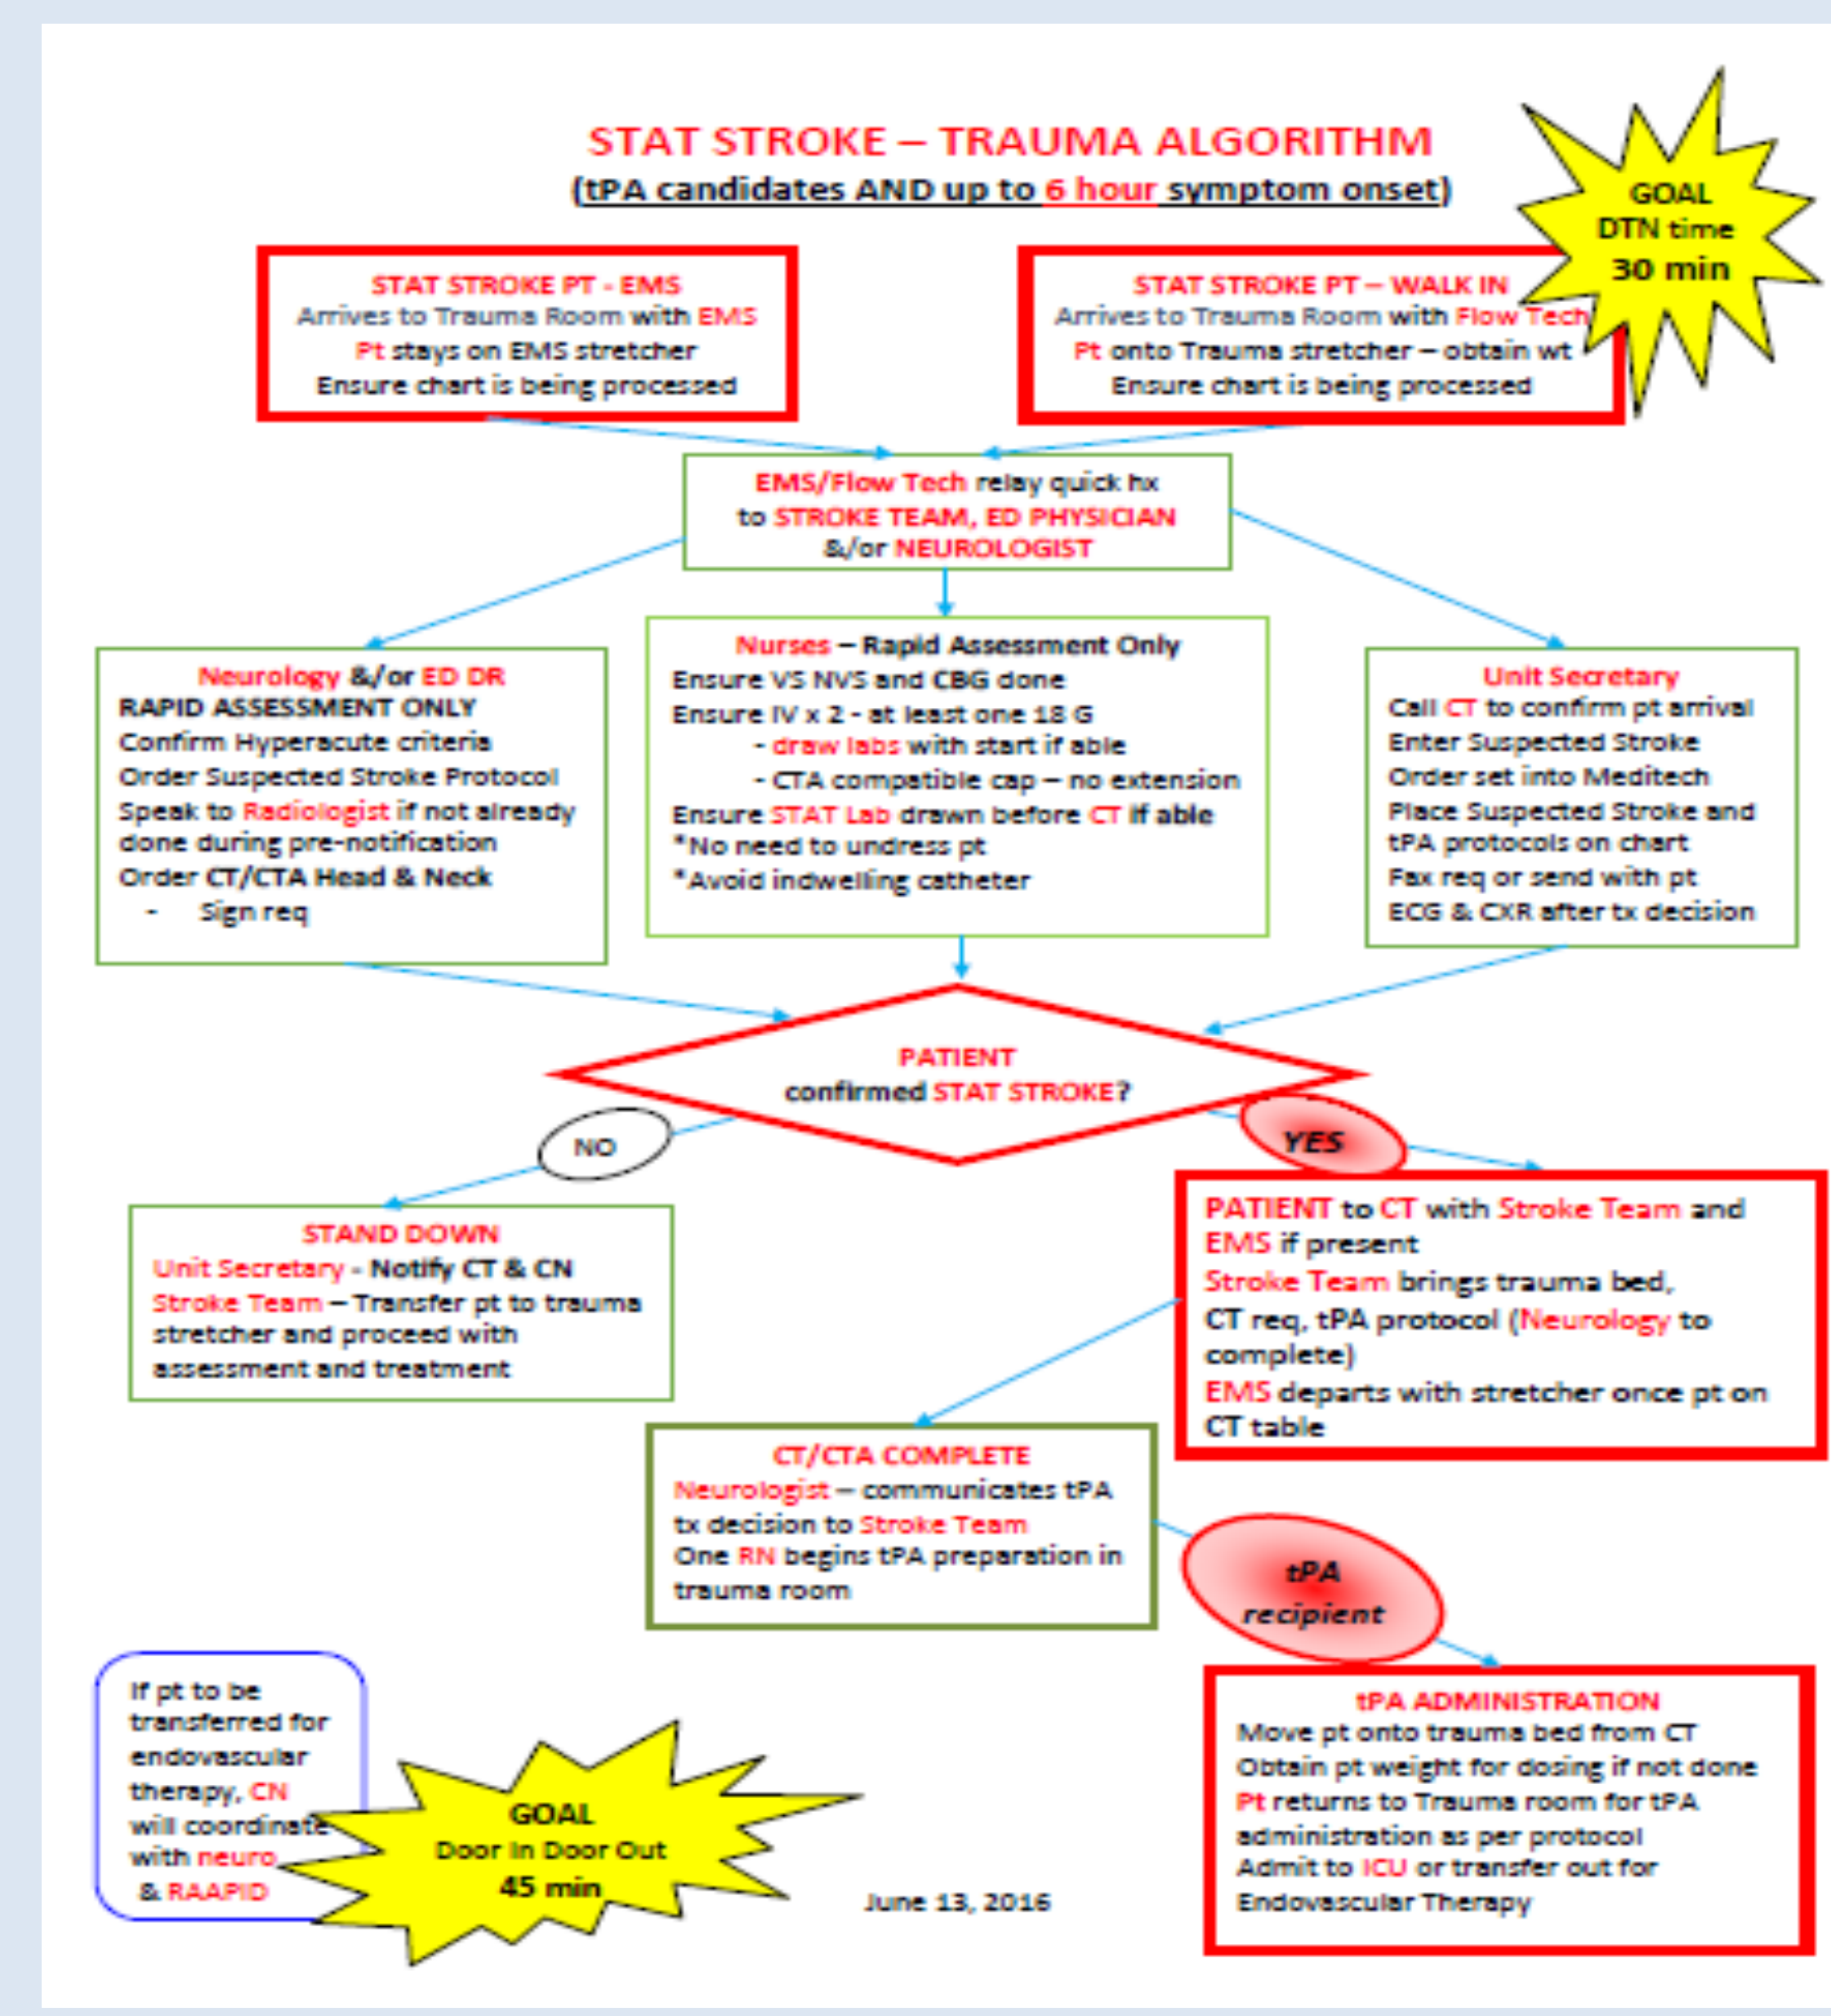 STAT STROKE – TRAUMA ALGORITHM
(tPA candidates AND up to 6 hour symptom onset)
GOAL
DTN time
30 min
STAT STROKE PT - EMS
Arrives to Trauma Room with EMS
Pt stays on EMS stretcher
Ensure chart is being processed
STAT STROKE PT – WALK IN
Arrives to Trauma Room with Flow Tech
Pt onto Trauma stretcher – obtain wt
Ensure chart is being processed
EMS/Flow Tech relay quick hx
to STROKE TEAM, ED PHYSICIAN
&/or NEUROLOGIST
Neurology &/or ED DR
RAPID ASSESSMENT ONLY
Confirm Hyperacute criteria
Order Suspected Stroke Protocol
Speak to Radiologist if not already
done during pre-notification
Order CT/CTA Head & Neck
- Sign req
Nurses – Rapid Assessment Only
Ensure VS NVS and CBG done
Ensure IV x 2 - at least one 18 G
- draw labs with start if able
- CTA compatible cap – no extension
Ensure STAT Lab drawn before CT if able
*No need to undress pt
*Avoid indwelling catheter
Unit Secretary
Call CT to confirm pt arrival
Enter Suspected Stroke
Order set into Meditech
Place Suspected Stroke and
tPA protocols on chart
Fax req or send with pt
ECG & CXR after tx decision
PATIENT
confirmed STAT STROKE?
NO
YES
STAND DOWN
Unit Secretary - Notify CT & CN
Stroke Team – Transfer pt to trauma
stretcher and proceed with
assessment and treatment
PATIENT to CT with Stroke Team and
EMS if present
Stroke Team brings trauma bed,
CT req, tPA protocol (Neurology to
complete)
EMS departs with stretcher once pt on
CT table
CT/CTA COMPLETE
Neurologist – communicates tPA
tx decision to Stroke Team
One RN begins tPA preparation in
trauma room
tPA
recipient
tPA ADMINISTRATION
Move pt onto trauma bed from CT
Obtain pt weight for dosing if not done
Pt returns to Trauma room for tPA
administration as per protocol
Admit to ICU or transfer out for
Endovascular Therapy
If pt to be
transferred for
endovascular
therapy, CN
will coordinate
with neuro
& RAAPID
GOAL
Door In Door Out
45 min
June 13, 2016